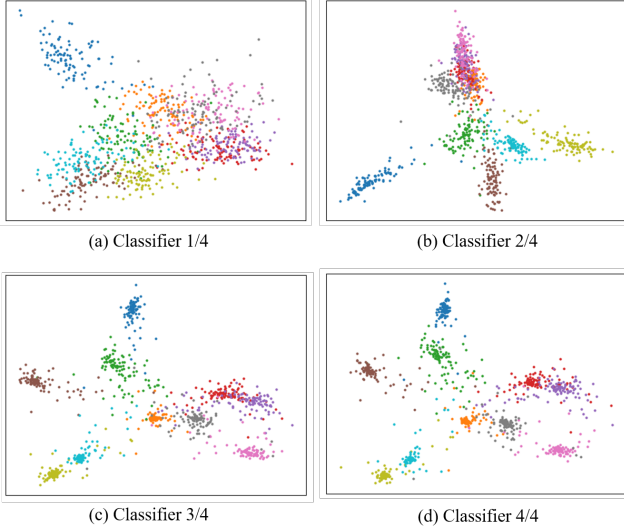 (a) Classifier 1/4
(b) Classifier 2/4
(c) Classifier 3/4
(d) Classifier 4/4